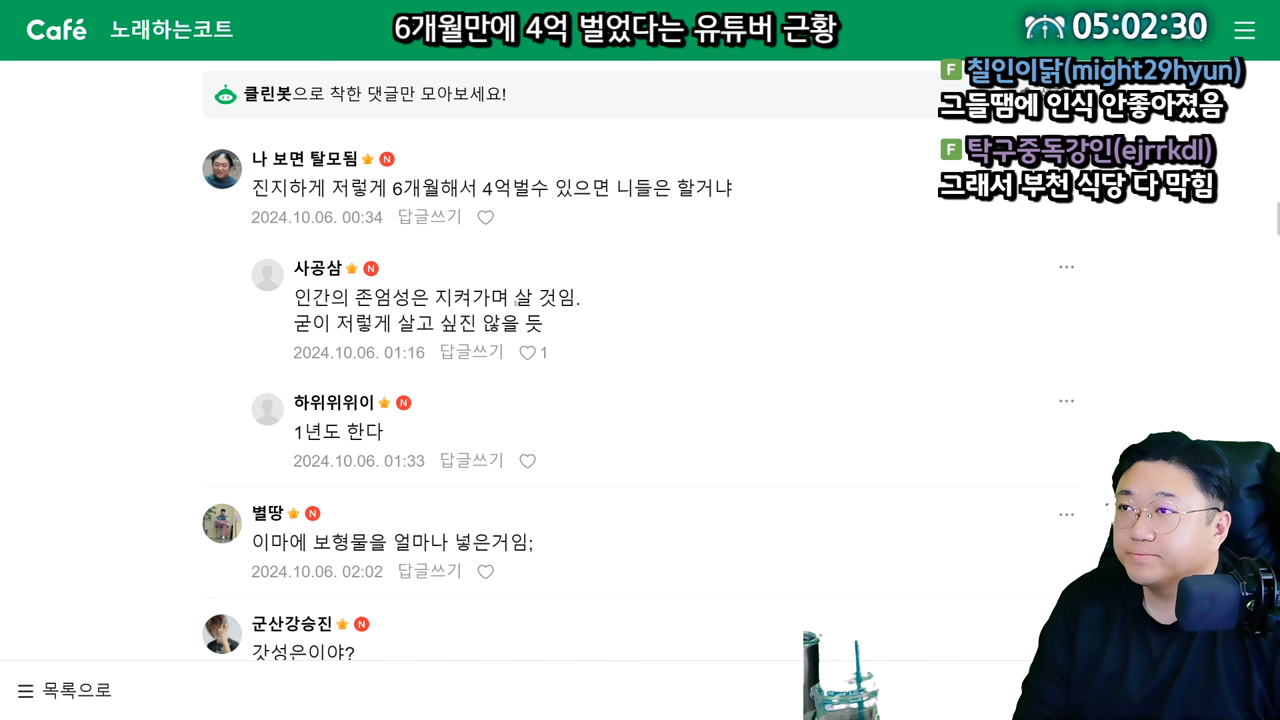 Café 노래하는코트
6개월만에 4억 벌었다는 유튜버 근황
05:02:30
클린봇으로 착한 댓글만 모아보세요!
F 칠인이닭(might29hyun)
그들땜에 인식 안좋아졌음
F 탁구중독강인(ejrrkdl)
그래서 부천 식당 다 막힘
나 보면 탈모됨 N
진지하게 저렇게 6개월해서 4억벌수 있으면 니들은 할거냐
2024.10.06. 00:34 답글쓰기
사공삼 N
인간의 존엄성은 지켜가며 살 것임.
굳이 저렇게 살고 싶진 않을 듯
2024.10.06. 01:16 답글쓰기 1
하위위위이 N
1년도 한다
2024.10.06. 01:33 답글쓰기
별땅 N
이마에 보형물을 얼마나 넣은거임;
2024.10.06. 02:02 답글쓰기
군산강승진 N
갓성은이야?
목록으로